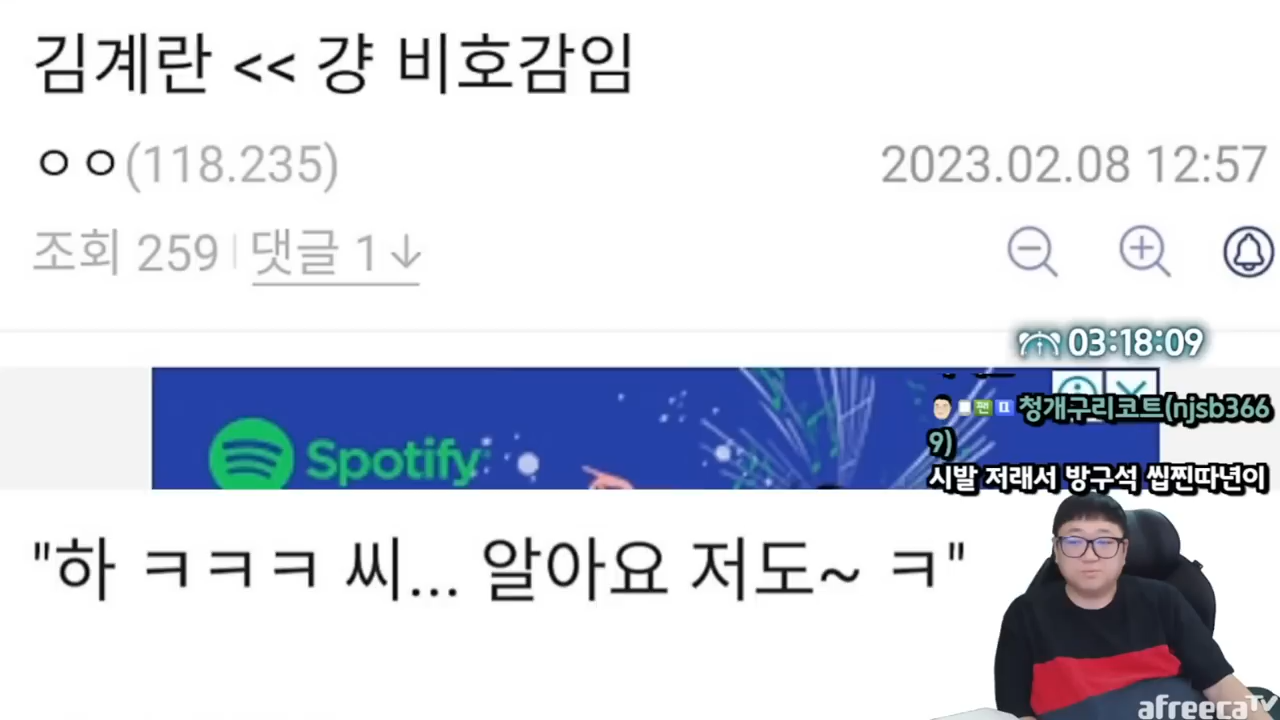 김계란 << 걍 비호감임
ㅇㅇ(118.235)
2023.02.08 12:57
조회 259 | 댓글 1↓
03:18:09
Spotify
팬 청개구리코트(njsb366
9)
시발 저래서 방구석 씹찐따년이
"하 ㅋㅋㅋ 씨... 알아요 저도~ ㅋ"
afreecaTV